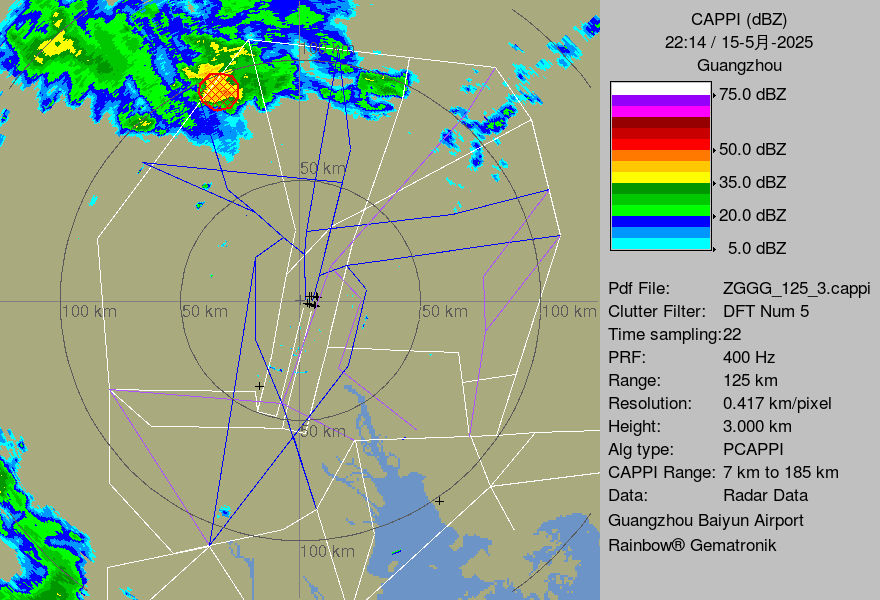 CAPPI (dBZ)
22:14 / 15-5月-2025
Guangzhou
75.0 dBZ
50.0 dBZ
35.0 dBZ
20.0 dBZ
5.0 dBZ
Pdf File: ZGGG_125_3.cappi
Clutter Filter: DFT Num 5
Time sampling:22
PRF: 400 Hz
Range: 125 km
Resolution: 0.417 km/pixel
Height: 3.000 km
Alg type: PCAPPI
CAPPI Range: 7 km to 185 km
Data: Radar Data
Guangzhou Baiyun Airport
Rainbow® Gematronik
50 km
100 km
50 km
50 km
100 km
50 km
100 km